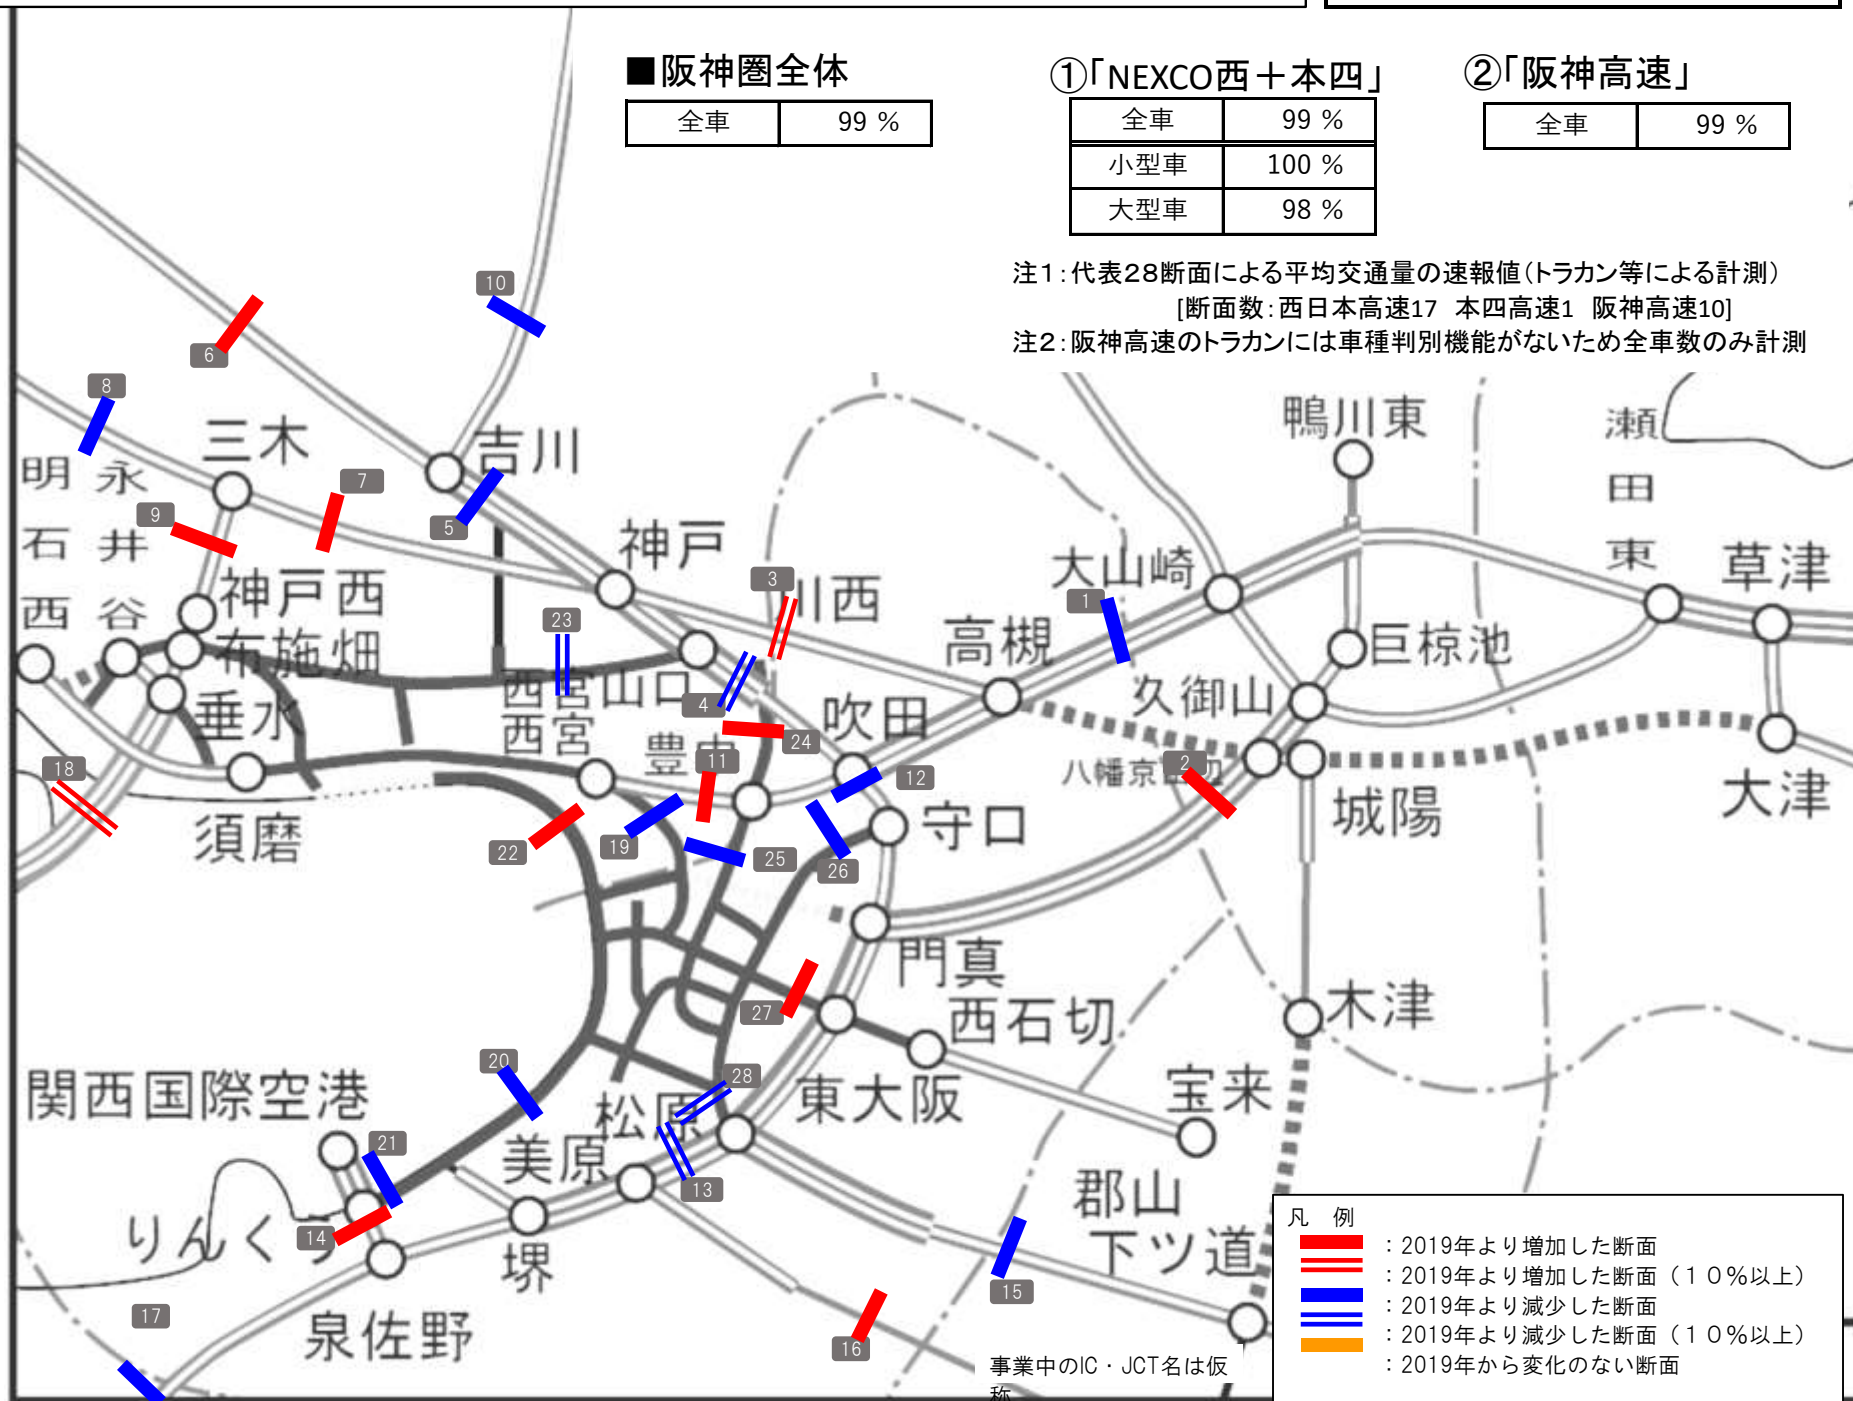 ■阪神圏全体
全車 99 %
①「NEXCO西＋本四」
全車 99 %
小型車 100 %
大型車 98 %
②「阪神高速」
全車 99 %
注1：代表28断面による平均交通量の速報値（トラカン等による計測）
[断面数：西日本高速17 本四高速1 阪神高速10]
注2：阪神高速のトラカンには車種判別機能がないため全車数のみ計測
10
6
8
三木
吉川
鴨川東
瀬田東
明石西
永井谷
7
9
5
神戸
大山崎
草津
神戸西
3
川西
1
布施畑
23
高槻
巨椋池
西宮山口
4
久御山
垂水
西宮
吹田
24
豊中
11
18
12
2
八幡京田辺
大津
須磨
22
19
25
26
守口
城陽
門真
27
西石切
木津
20
28
関西国際空港
松原
東大阪
宝来
21
美原
13
郡山
りんくう
14
堺
下ツ道
15
17
泉佐野
16
事業中のIC・JCT名は仮
称
凡 例
：2019年より増加した断面
：2019年より増加した断面（１０％以上）
：2019年より減少した断面
：2019年より減少した断面（１０％以上）
：2019年から変化のない断面